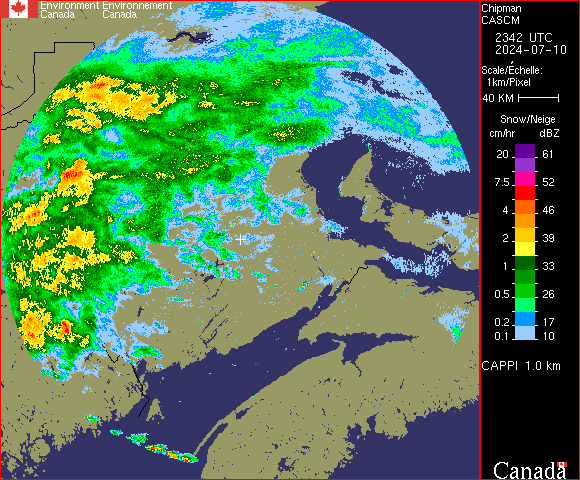 Environment Environnement
Canada Canada
Chipman
CASCM
2342 UTC
2024-07-10
Scale/Échelle:
1km/Pixel
40 KM
Snow/Neige
cm/hr dBZ
20 61
7.5 52
4 46
2 39
1 33
0.5 26
0.2 17
0.1 10
CAPPI 1.0 km
Canada